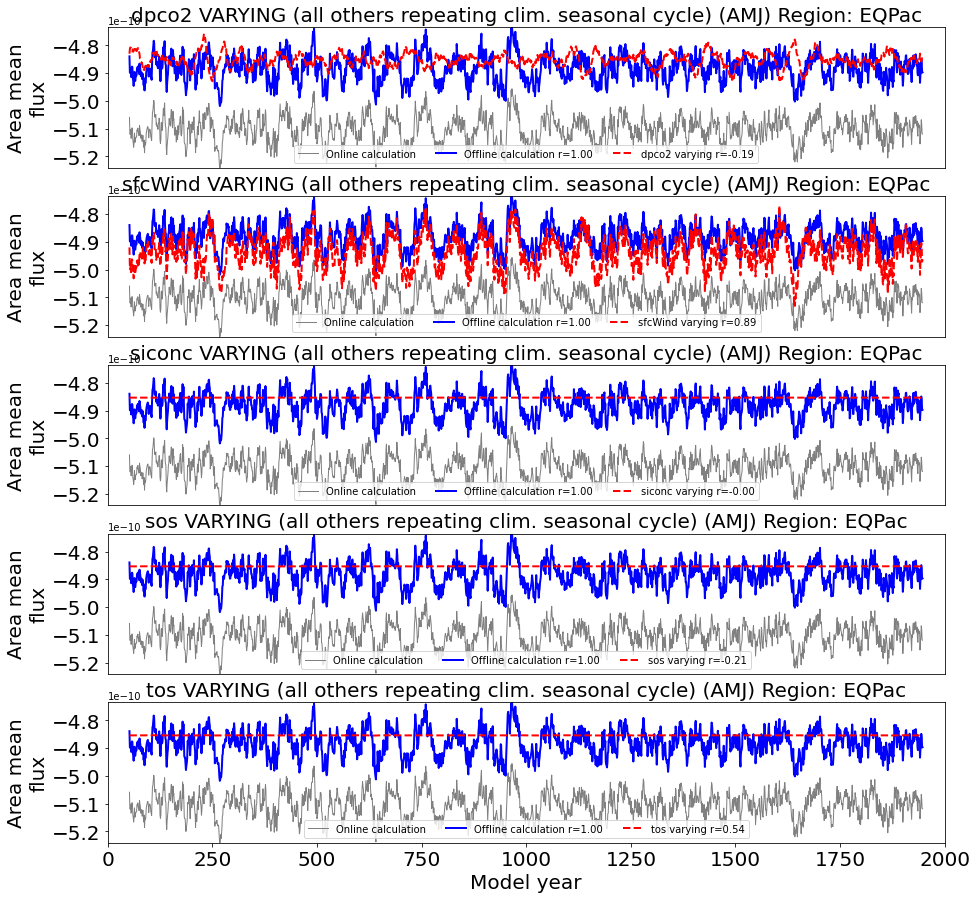 1e−10
dpco2 VARYING (all others repeating clim. seasonal cycle) (AMJ) Region: EQPac
Area mean
flux
−4.8
−4.9
−5.0
−5.1
−5.2
Online calculation
Offline calculation r=1.00
dpco2 varying r=-0.19
1e−10
sfcWind VARYING (all others repeating clim. seasonal cycle) (AMJ) Region: EQPac
Area mean
flux
−4.8
−4.9
−5.0
−5.1
−5.2
Online calculation
Offline calculation r=1.00
sfcWind varying r=0.89
1e−10
siconc VARYING (all others repeating clim. seasonal cycle) (AMJ) Region: EQPac
Area mean
flux
−4.8
−4.9
−5.0
−5.1
−5.2
Online calculation
Offline calculation r=1.00
siconc varying r=-0.00
1e−10
sos VARYING (all others repeating clim. seasonal cycle) (AMJ) Region: EQPac
Area mean
flux
−4.8
−4.9
−5.0
−5.1
−5.2
Online calculation
Offline calculation r=1.00
sos varying r=-0.21
1e−10
tos VARYING (all others repeating clim. seasonal cycle) (AMJ) Region: EQPac
Area mean
flux
−4.8
−4.9
−5.0
−5.1
−5.2
Online calculation
Offline calculation r=1.00
tos varying r=0.54
0
250
500
750
1000
1250
1500
1750
2000
Model year